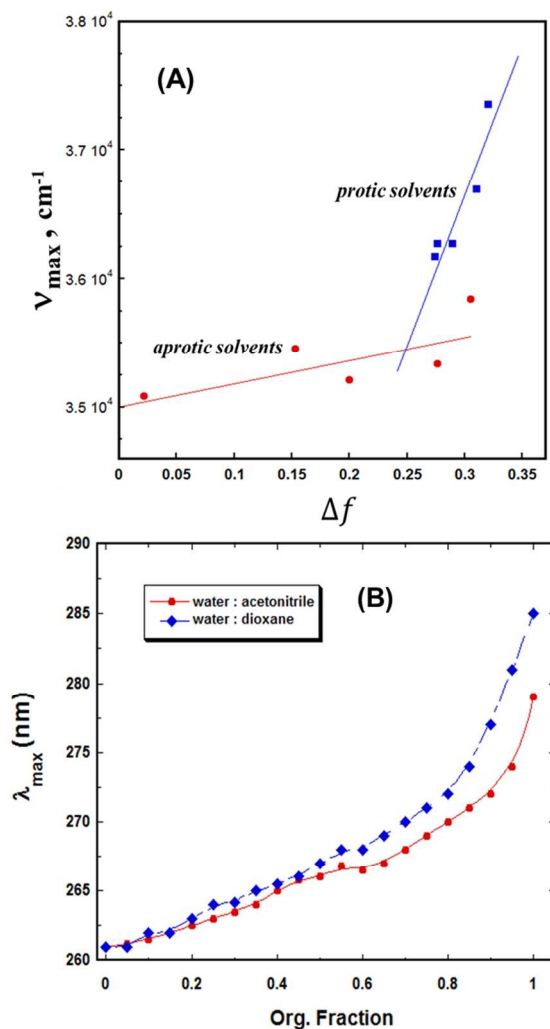 (A)
3.8 10⁴
3.7 10⁴
3.6 10⁴
3.5 10⁴
νmax , cm⁻¹
protic solvents
aprotic solvents
0 0.05 0.1 0.15 0.2 0.25 0.3 0.35
Δf
(B)
290
285
280
275
270
265
260
λmax (nm)
water : acetonitrile
water : dioxane
0 0.2 0.4 0.6 0.8 1
Org. Fraction